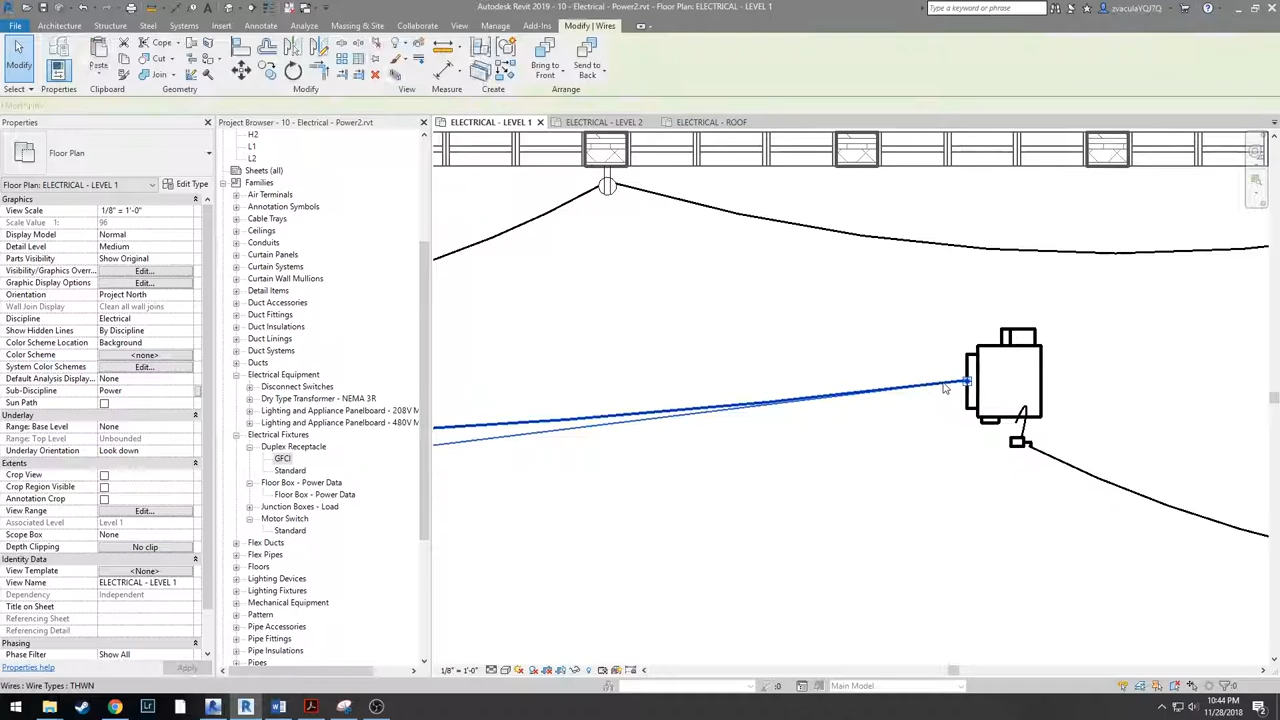 Autodesk Revit 2019 - 10 - Electrical - Power2.rvt - Floor Plan: ELECTRICAL - LEVEL 1
Type a keyword or phrase
zvaculaYQJ7Q
File Architecture Structure Steel Systems Insert Annotate Analyze Massing & Site Collaborate View Manage Add-Ins Modify | Wires
Modify
Paste
Cope
Cut
Join
Bring to Front
Send to Back
Select Properties Clipboard Geometry Modify View Measure Create Arrange
Properties
Project Browser - 10 - Electrical - Power2.rvt
ELECTRICAL - LEVEL 1
ELECTRICAL - LEVEL 2
ELECTRICAL - ROOF
Floor Plan
Floor Plan: ELECTRICAL - LEVEL 1
Edit Type
Graphics
View Scale 1/8" = 1'-0"
Scale Value 1: 96
Display Model Normal
Detail Level Medium
Parts Visibility Show Original
Visibility/Graphics Over... Edit...
Graphic Display Options Edit...
Orientation Project North
Wall Join Display Clean all wall joins
Discipline Electrical
Show Hidden Lines By Discipline
Color Scheme Location Background
Color Scheme <none>
System Color Schemes Edit...
Default Analysis Display... None
Sub-Discipline Power
Sun Path
Underlay
Range: Base Level None
Range: Top Level Unbounded
Underlay Orientation Look down
Extents
Crop View
Crop Region Visible
Annotation Crop
View Range Edit...
Associated Level Level 1
Scope Box None
Depth Clipping No clip
Identity Data
View Template <None>
View Name ELECTRICAL - LEVEL 1
Dependency Independent
Title on Sheet
Referencing Sheet
Referencing Detail
Phasing
Phase Filter Show All
Properties help
Apply
H2
L1
L2
Sheets (all)
Families
Air Terminals
Annotation Symbols
Cable Trays
Ceilings
Conduits
Curtain Panels
Curtain Systems
Curtain Wall Mullions
Detail Items
Duct Accessories
Duct Fittings
Duct Insulations
Duct Linings
Duct Systems
Ducts
Electrical Equipment
Disconnect Switches
Dry Type Transformer - NEMA 3R
Lighting and Appliance Panelboard - 208V M
Lighting and Appliance Panelboard - 480V M
Electrical Fixtures
Duplex Receptacle
GFCI
Standard
Floor Box - Power Data
Floor Box - Power Data
Junction Boxes - Load
Motor Switch
Standard
Flex Ducts
Flex Pipes
Floors
Lighting Devices
Lighting Fixtures
Mechanical Equipment
Pattern
Pipe Accessories
Pipe Fittings
Pipe Insulations
Pipes
1/8" = 1'-0"
Wires : Wire Types : THWN
:0
Main Model
:0
10:44 PM
11/28/2018